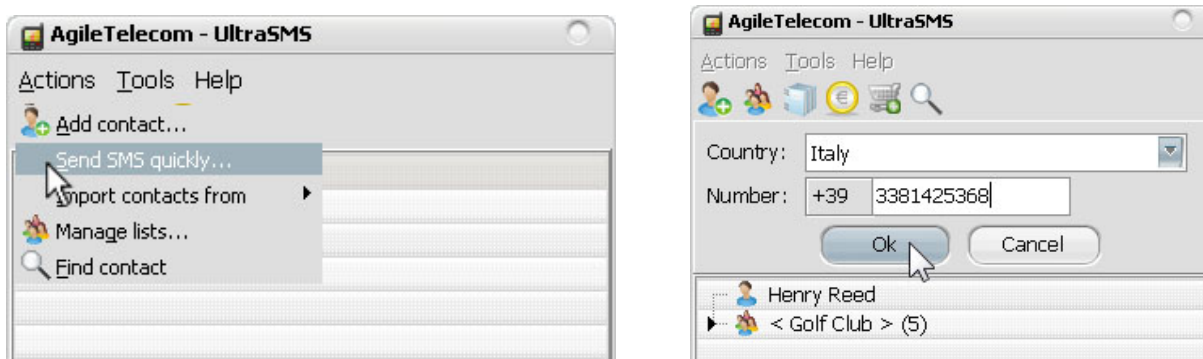 AgileTelecom - UltraSMS
Actions Tools Help
Add contact...
Send SMS quickly...
Import contacts from
Manage lists...
Find contact
AgileTelecom - UltraSMS
Actions Tools Help
Country: Italy
Number: +39 3381425368
Ok Cancel
Henry Reed
< Golf Club > (5)